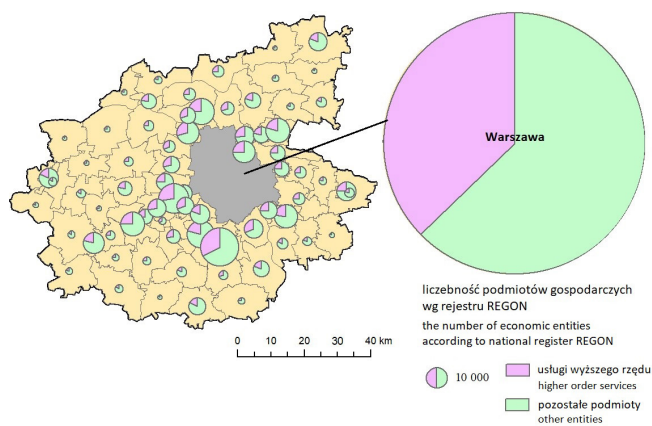 Warszawa
liczebność podmiotów gospodarczych
wg rejestru REGON
the number of economic entities
according to national register REGON
0 10 20 30 40 km
10 000
usługi wyższego rzędu
higher order services
pozostałe podmioty
other entities